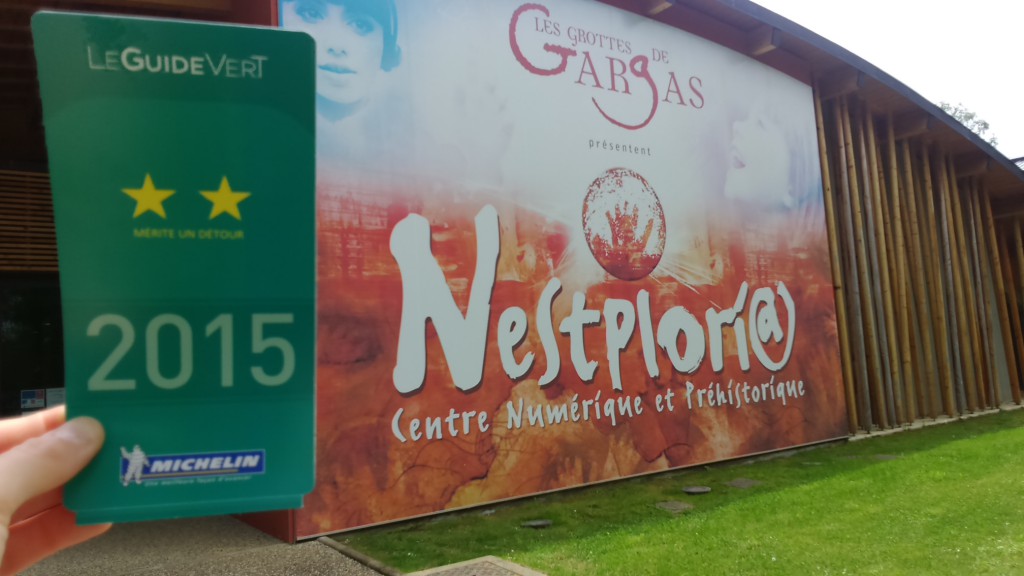 LEGUIDEVERT
MÉRITE UN DÉTOUR
2015
MICHELIN
LES GROTTES DE
GARGAS
présentent
Nestplori@
Centre Numérique et Préhistorique